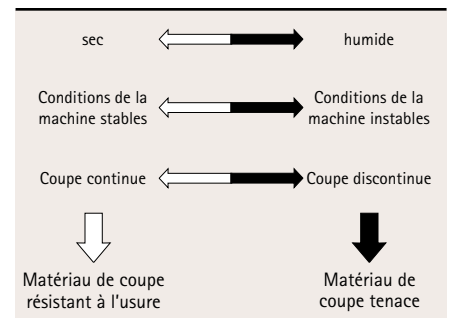 sec
humide
Conditions de la
machine stables
Conditions de la
machine instables
Coupe continue
Coupe discontinue
Matériau de coupe
résistant à l'usure
Matériau de
coupe tenace